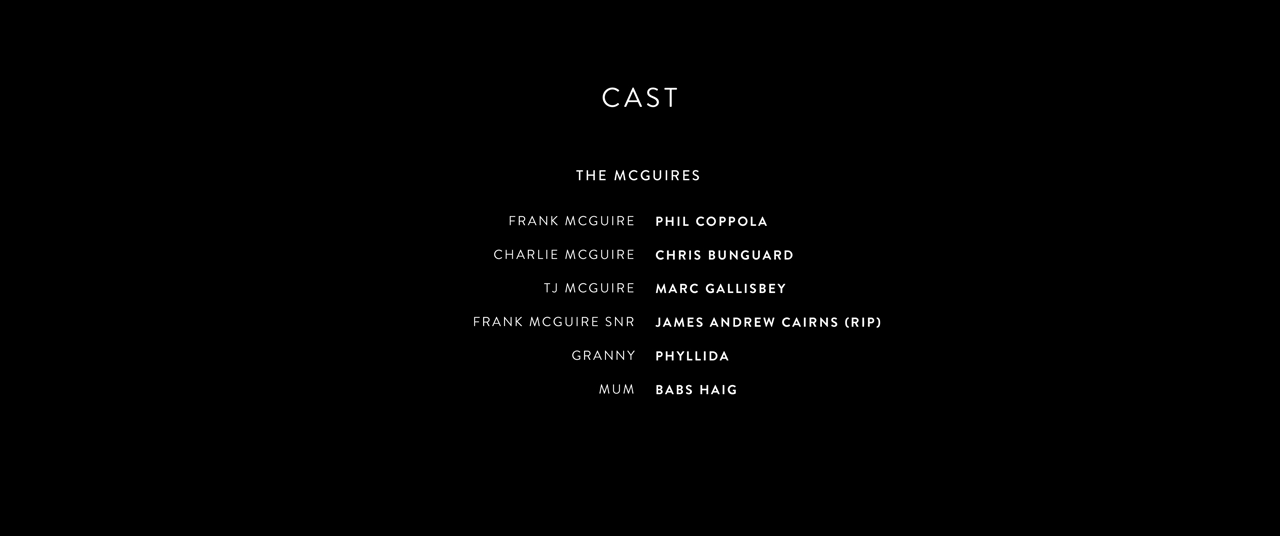 CAST
THE MCGUIRES
FRANK MCGUIRE PHIL COPPOLA
CHARLIE MCGUIRE CHRIS BUNGUARD
TJ MCGUIRE MARC GALLISBEY
FRANK MCGUIRE SNR JAMES ANDREW CAIRNS (RIP)
GRANNY PHYLLIDA
MUM BABS HAIG